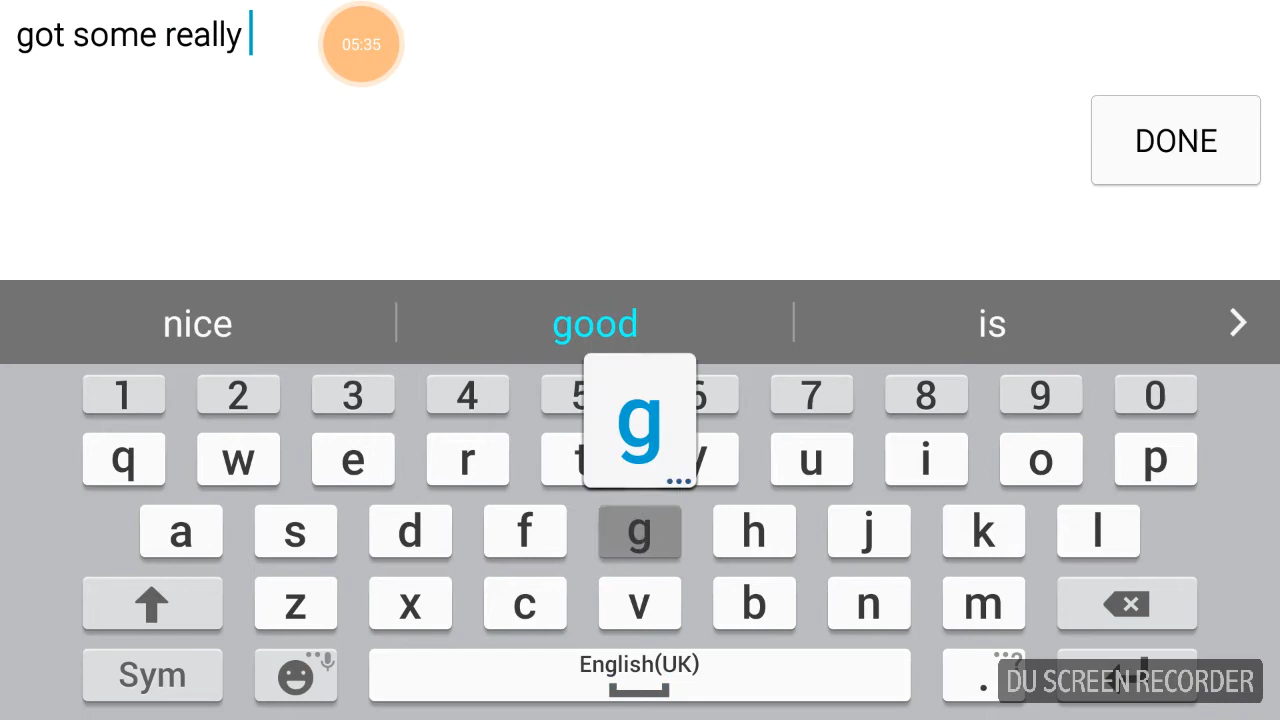 got some really
05:35
DONE
nice good is
1 2 3 4 5 6 7 8 9 0
g
q w e r t y u i o p
a s d f g h j k l
z x c v b n m
Sym English(UK) . ?
DU SCREEN RECORDER